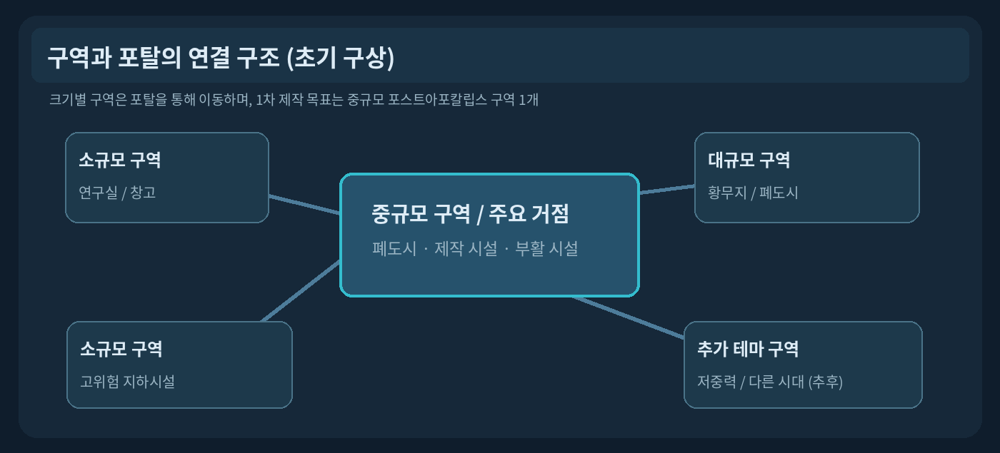 구역과 포탈의 연결 구조 (초기 구상)
크기별 구역은 포탈을 통해 이동하며, 1차 제작 목표는 중규모 포스트아포칼립스 구역 1개
소규모 구역
연구실 / 창고
대규모 구역
황무지 / 폐도시
중규모 구역 / 주요 거점
폐도시 · 제작 시설 · 부활 시설
소규모 구역
고위험 지하시설
추가 테마 구역
저중력 / 다른 시대 (추후)